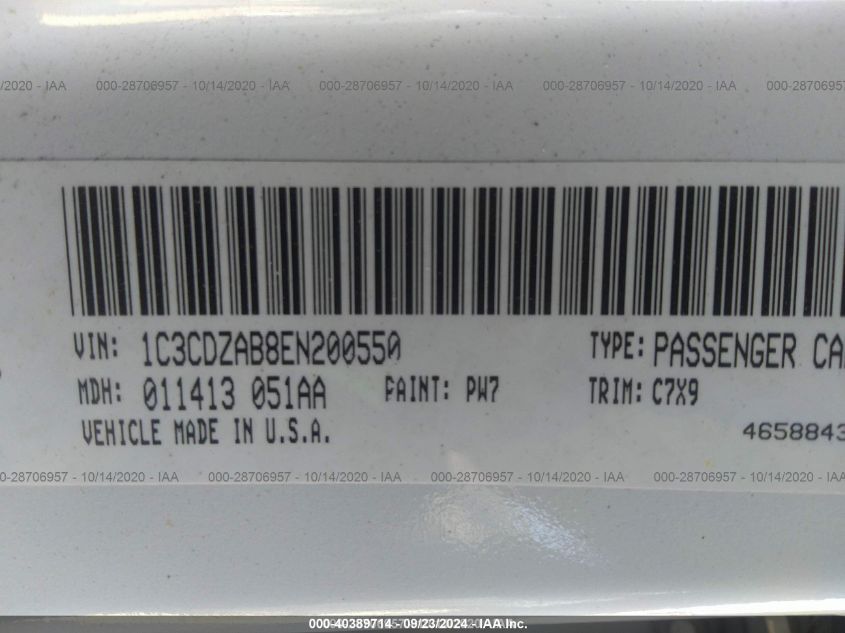 /2020 - IAA 000-28706957 - 10/14/2020 - IAA 000-28706957 - 10/14/2020 - IAA 000-28706957 - 10/14/2020 - IAA 000-28706957
VIN: 1C3CDZAB8EN200550 TYPE: PASSENGER CA
MDH: 011413 051AA PAINT: PW7 TRIM: C7X9
VEHICLE MADE IN U.S.A.
4658843
0-28706957 - 10/14/2020 - IAA 000-28706957 - 10/14/2020 - IAA 000-28706957 - 10/14/2020 - IAA 000-28706957 - 10/14/2020 - IAA
000-40389714 - 09/23/2024 - IAA Inc.